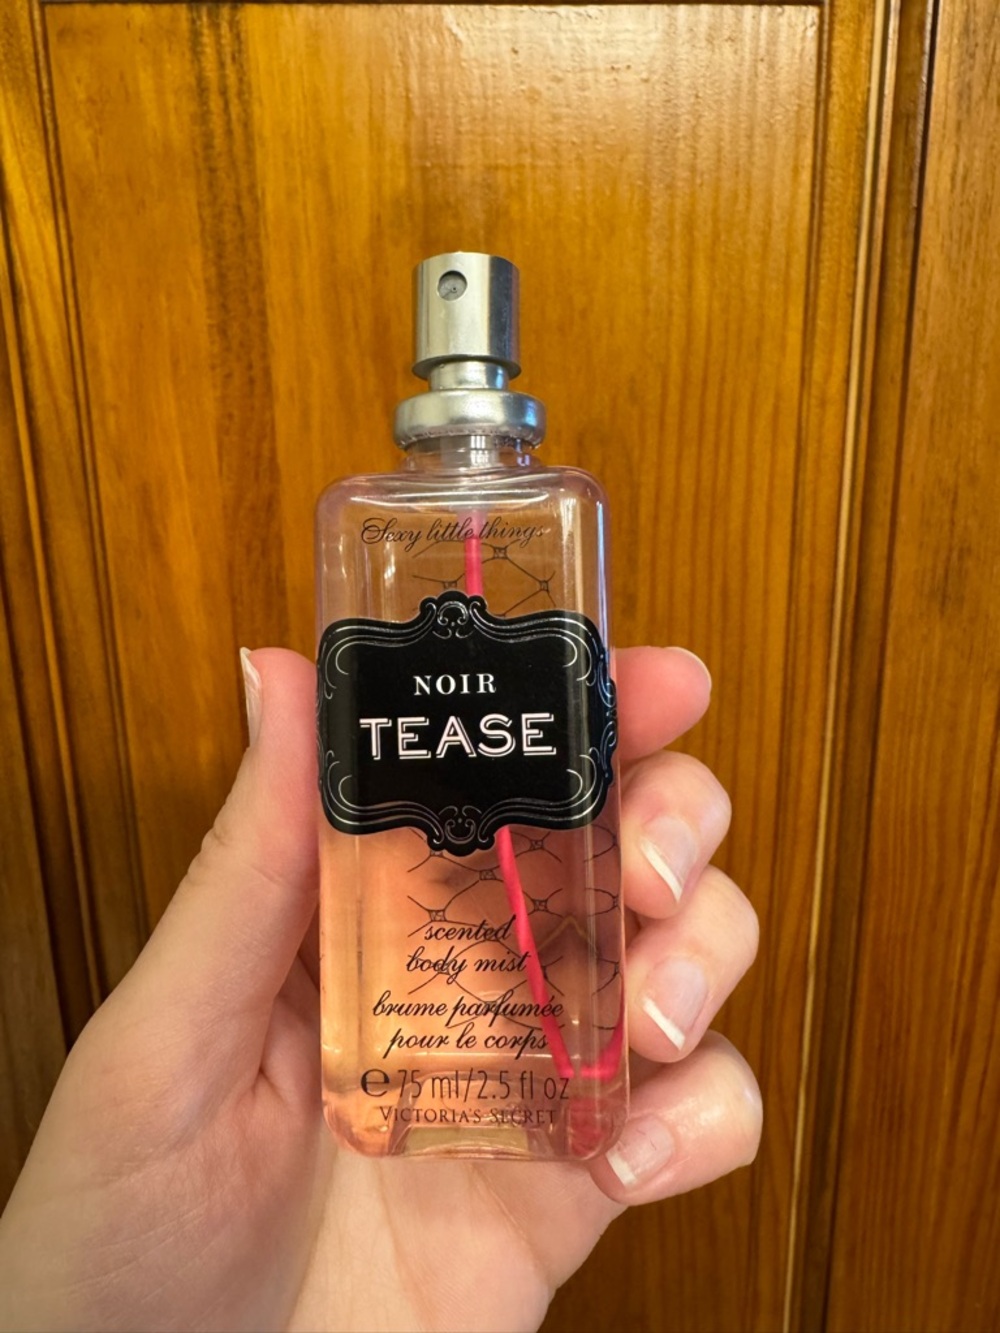 Sexy little things
NOIR
TEASE
scented
body mist
brume parfumée
pour le corps
℮ 75 ml/2.5 fl oz
VICTORIA'S SECRET